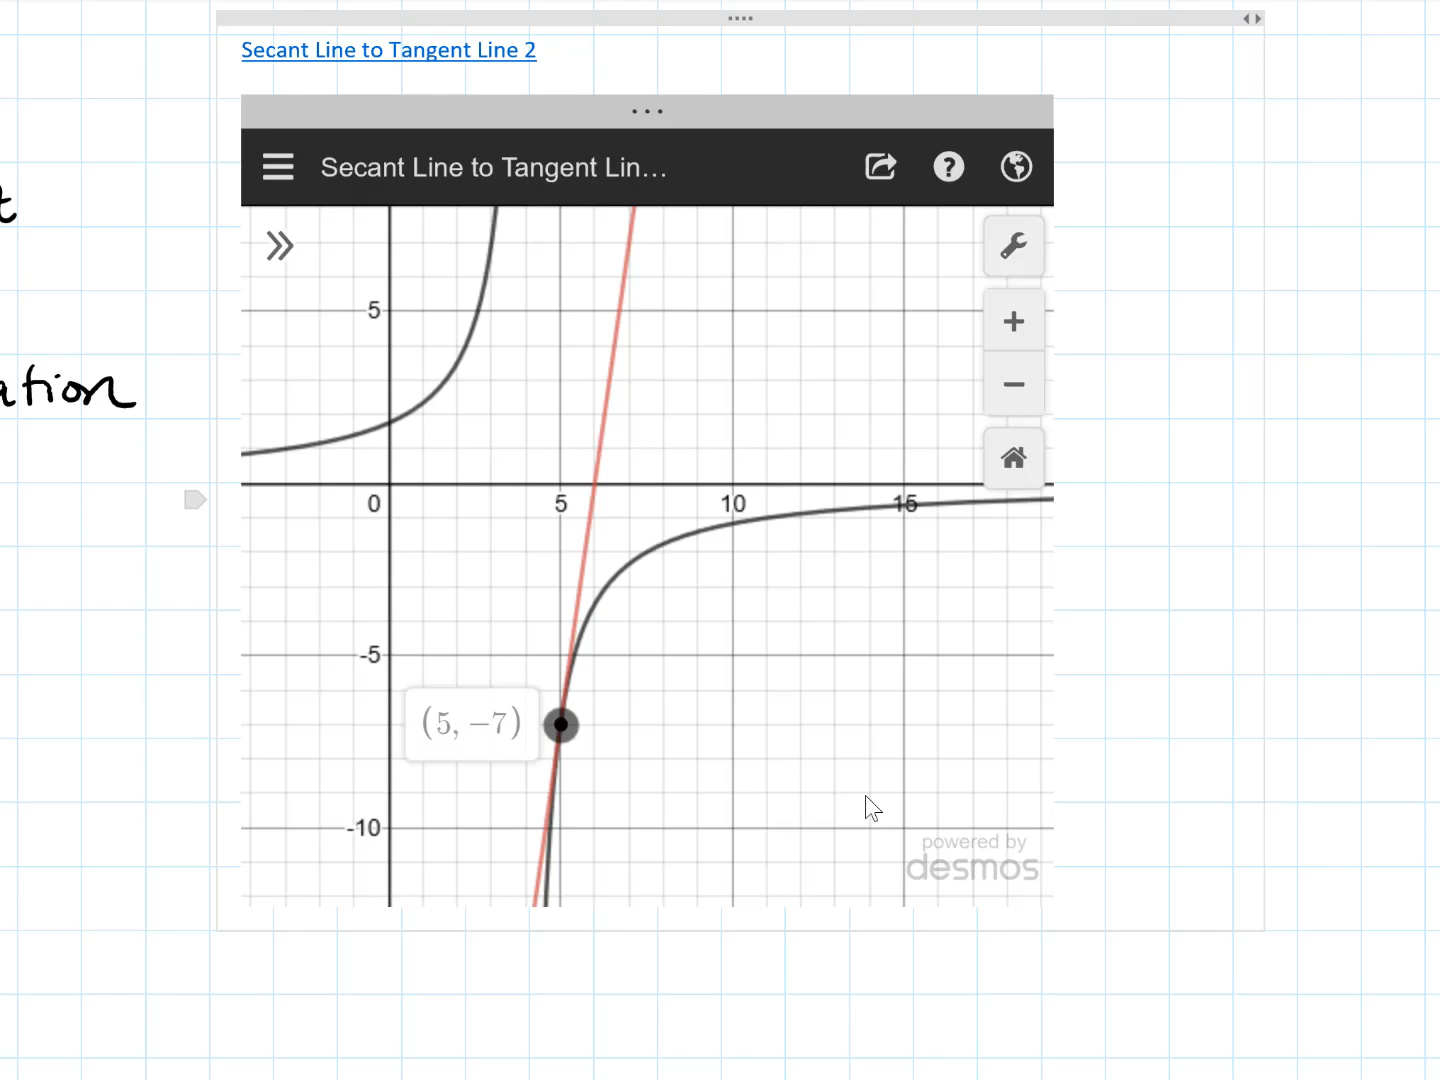 Secant Line to Tangent Line 2
Secant Line to Tangent Lin...
t
ation
5
0
5
10
15
-5
(5, −7)
-10
powered by
desmos